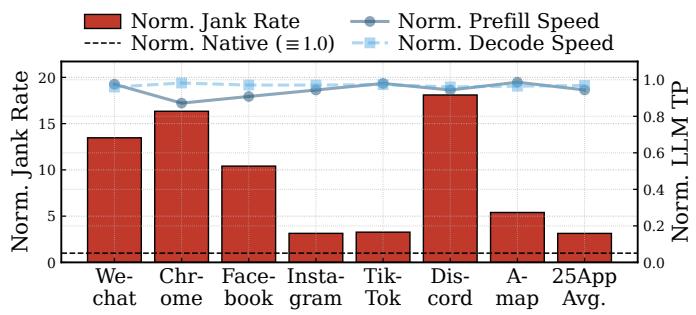 Norm. Jank Rate
Norm. Prefill Speed
Norm. Native (≡1.0)
Norm. Decode Speed
Norm. Jank Rate
20
15
10
5
0
Norm. LLM TP
1.0
0.8
0.6
0.4
0.2
0.0
We-
chat
Chr-
ome
Face-
book
Insta-
gram
Tik-
Tok
Dis-
cord
A-
map
25App
Avg.